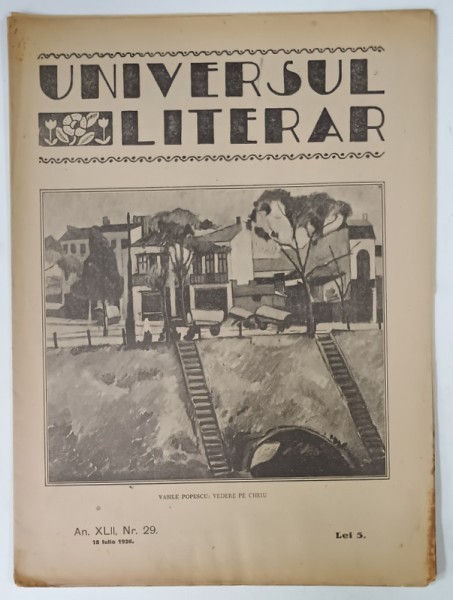 UNIVERSUL
LITERAR
VASILE POPESCU: VEDERE PE CHEIU
An. XLII, Nr. 29.
18 Iulie 1926.
Lei 5.